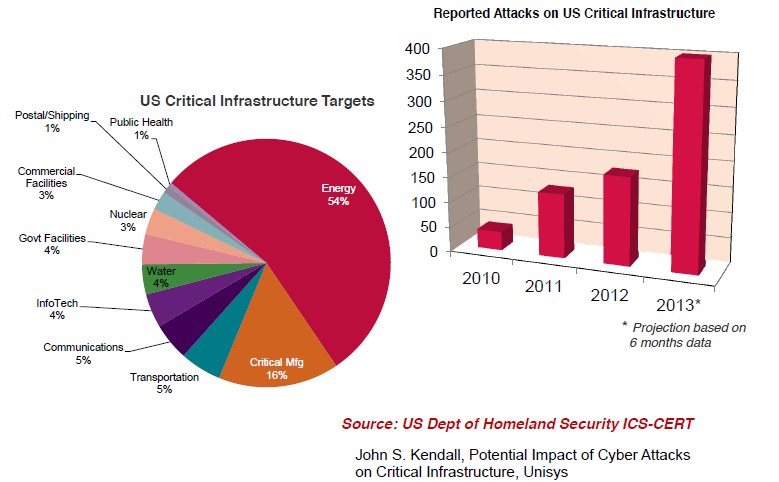 Reported Attacks on US Critical Infrastructure
US Critical Infrastructure Targets
Postal/Shipping
1%
Public Health
1%
Commercial
Facilities
3%
Nuclear
3%
Govt Facilities
4%
Water
4%
InfoTech
4%
Communications
5%
Transportation
5%
Critical Mfg
16%
Energy
54%
400
350
300
250
200
150
100
50
0
2010
2011
2012
2013*
* Projection based on
6 months data
Source: US Dept of Homeland Security ICS-CERT
John S. Kendall, Potential Impact of Cyber Attacks
on Critical Infrastructure, Unisys